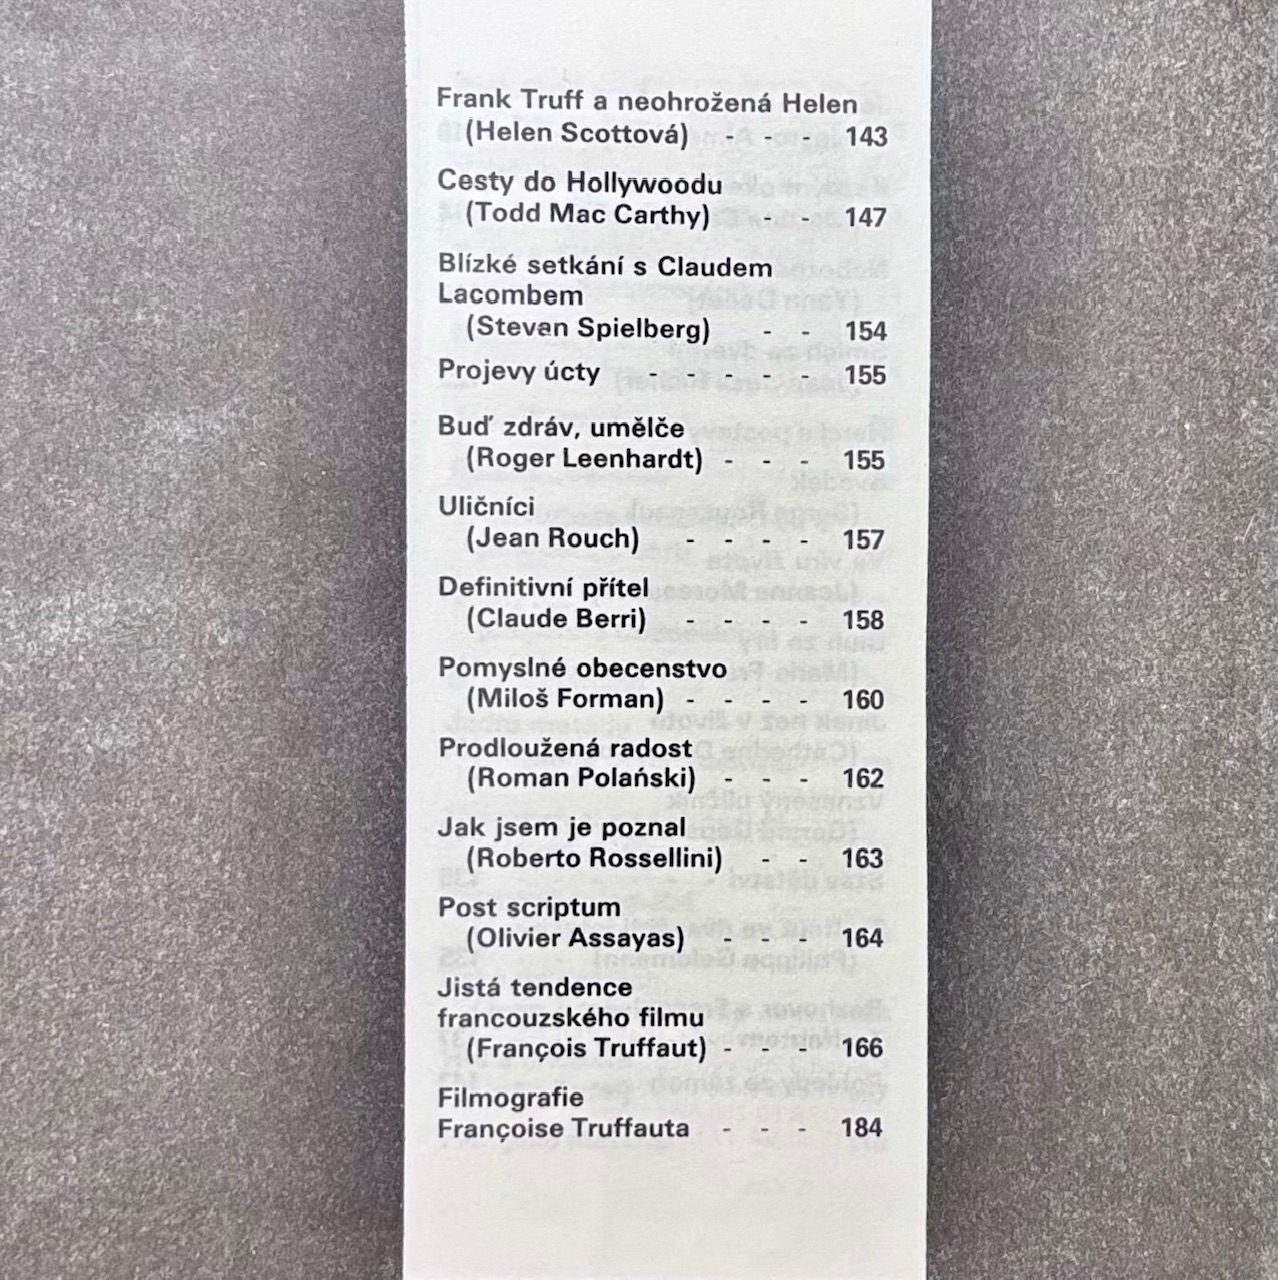 Frank Truff a neohrožená Helen
(Helen Scottová) - - - 143
Cesty do Hollywoodu
(Todd Mac Carthy) - - 147
Blízké setkání s Claudem
Lacombem
(Stevan Spielberg) - - 154
Projevy úcty - - - - - 155
Buď zdráv, umělče
(Roger Leenhardt) - - - 155
Uličníci
(Jean Rouch) - - - - 157
Definitivní přítel
(Claude Berri) - - - - 158
Pomyslné obecenstvo
(Miloš Forman) - - - - 160
Prodloužená radost
(Roman Polański) - - - 162
Jak jsem je poznal
(Roberto Rossellini) - - 163
Post scriptum
(Olivier Assayas) - - - 164
Jistá tendence
francouzského filmu
(François Truffaut) - - - 166
Filmografie
Françoise Truffauta - - - 184